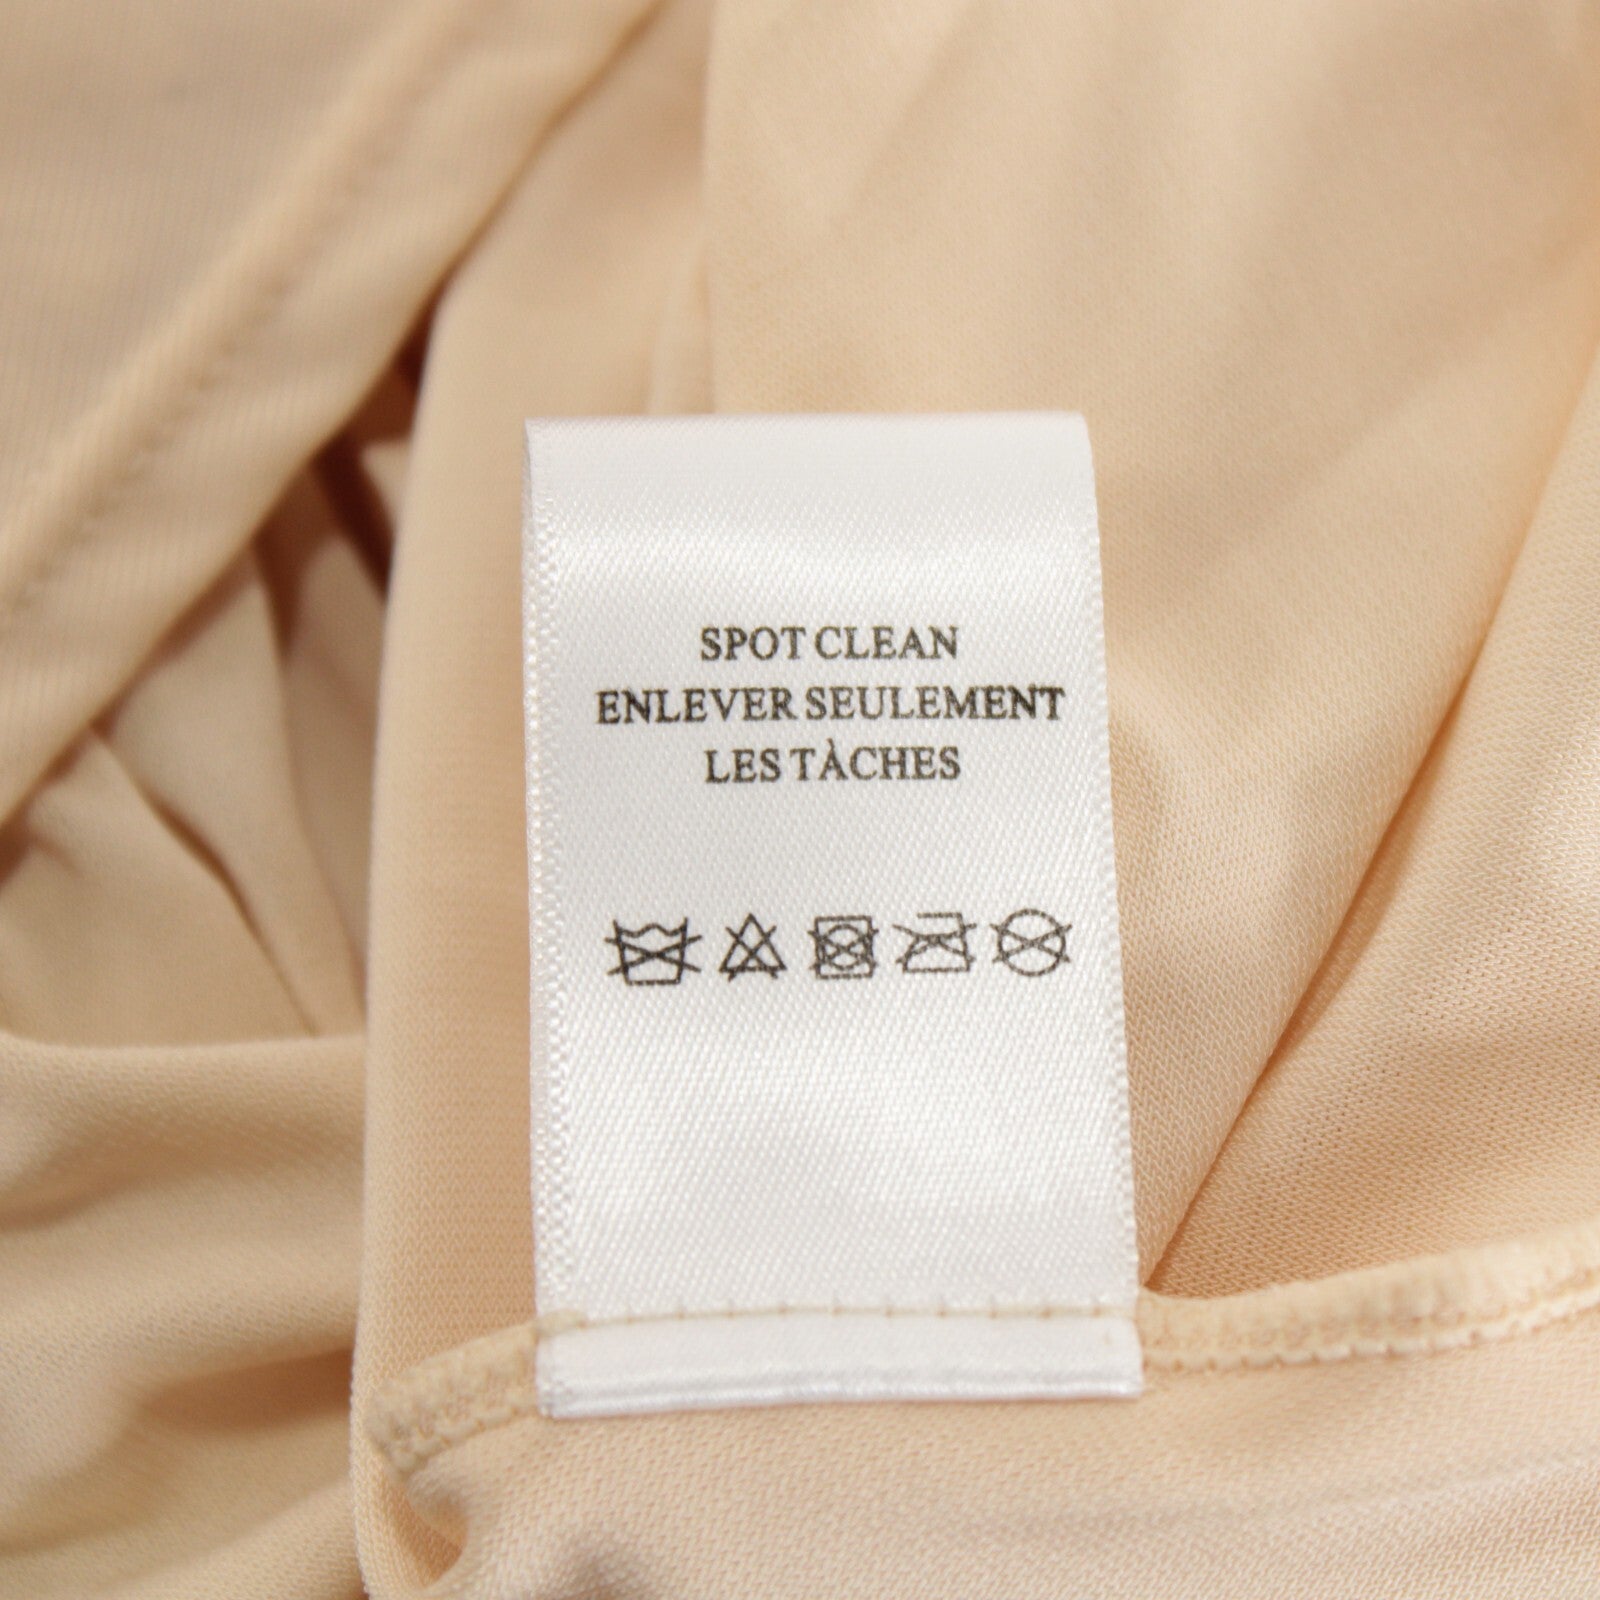 SPOT CLEAN
ENLEVER SEULEMENT
LES TÀCHES